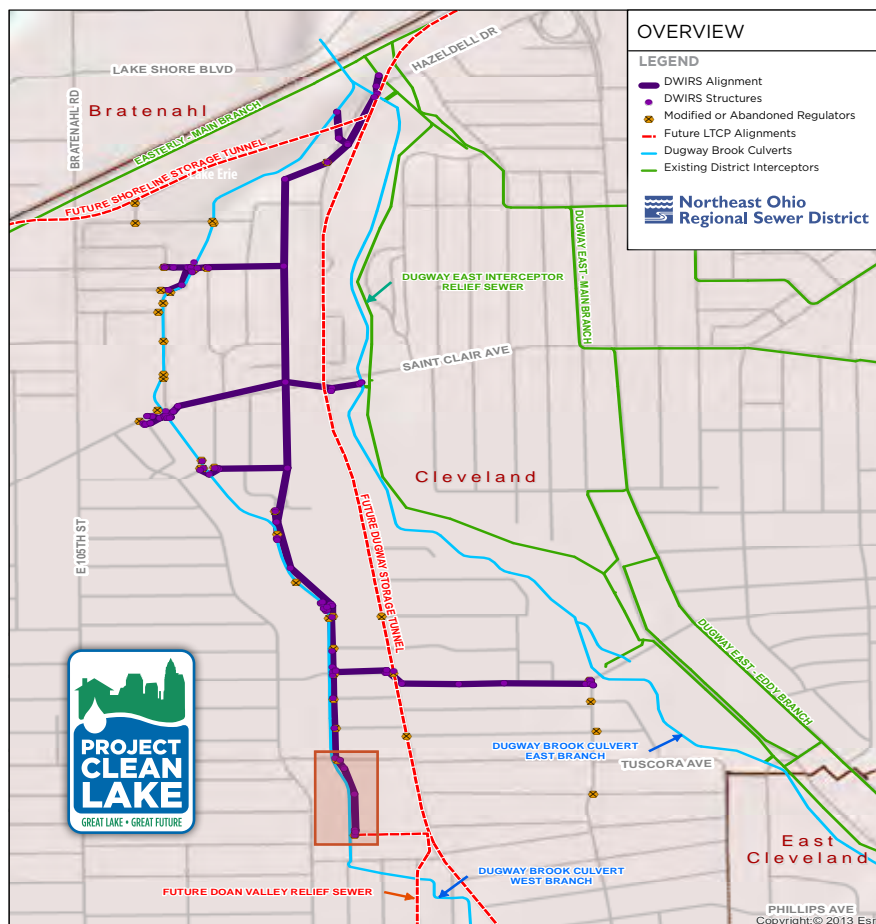 OVERVIEW
LEGEND
DWIRS Alignment
DWIRS Structures
Modified or Abandoned Regulators
Future LTCP Alignments
Dugway Brook Culverts
Existing District Interceptors
Northeast Ohio
Regional Sewer District
HAZELDELL DR
LAKE SHORE BLVD
Bratenahl
BRATENAHL RD
EASTERLY - MAIN BRANCH
FUTURE SHORELINE STORAGE TUNNEL
Lake Erie
DUGWAY EAST - MAIN BRANCH
DUGWAY EAST INTERCEPTOR
RELIEF SEWER
SAINT CLAIR AVE
Cleveland
E 105TH ST
FUTURE DUGWAY STORAGE TUNNEL
DUGWAY EAST - EDDY BRANCH
PROJECT
CLEAN
LAKE
GREAT LAKE • GREAT FUTURE
DUGWAY BROOK CULVERT
EAST BRANCH
TUSCORA AVE
East
Cleveland
DUGWAY BROOK CULVERT
WEST BRANCH
FUTURE DOAN VALLEY RELIEF SEWER
PHILLIPS AVE
Copyright:© 2013 Esri